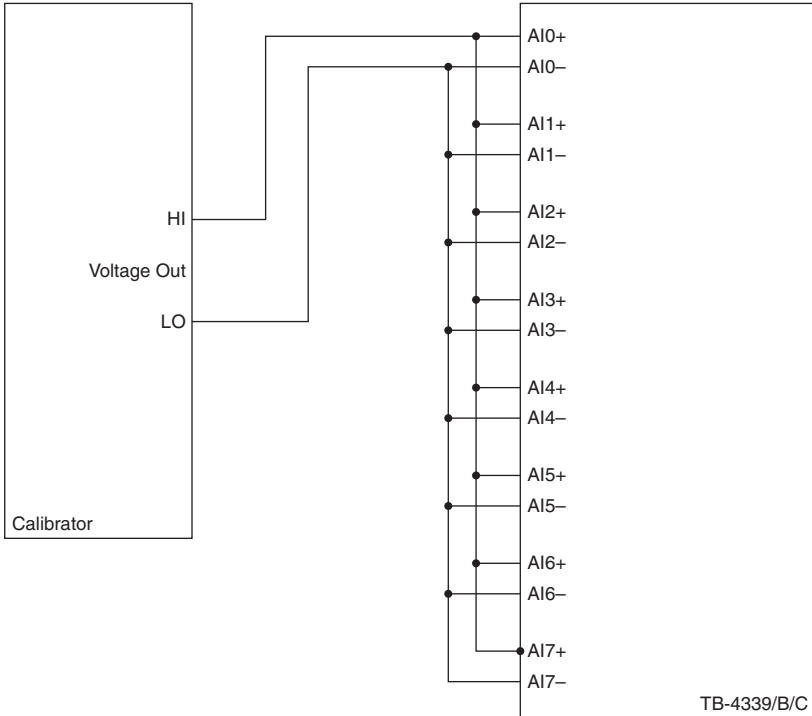 HI
Voltage Out
LO
Calibrator
AI0+
AI0–
AI1+
AI1–
AI2+
AI2–
AI3+
AI3–
AI4+
AI4–
AI5+
AI5–
AI6+
AI6–
AI7+
AI7–
TB-4339/B/C